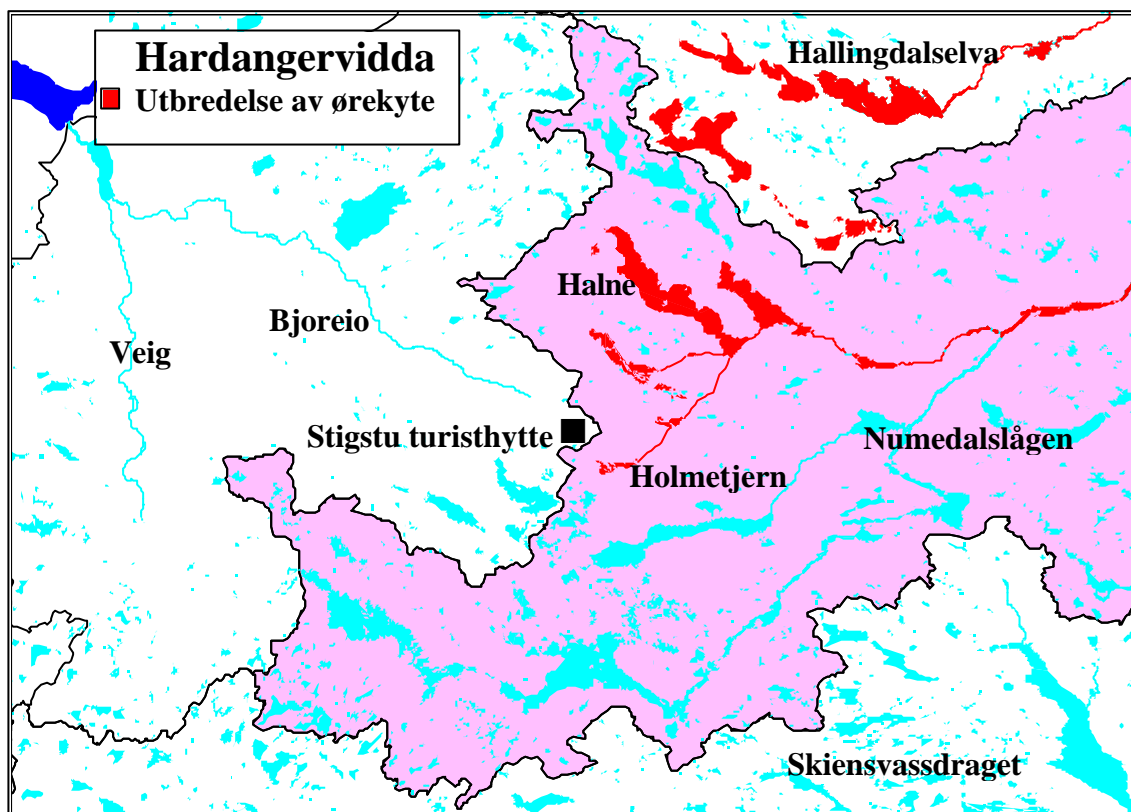 Hardangervidda
Utbredelse av ørekyte
Hallingdalselva
Halne
Bjoreio
Veig
Stigstu turisthytte
Numedalslågen
Holmetjern
Skiensvassdraget